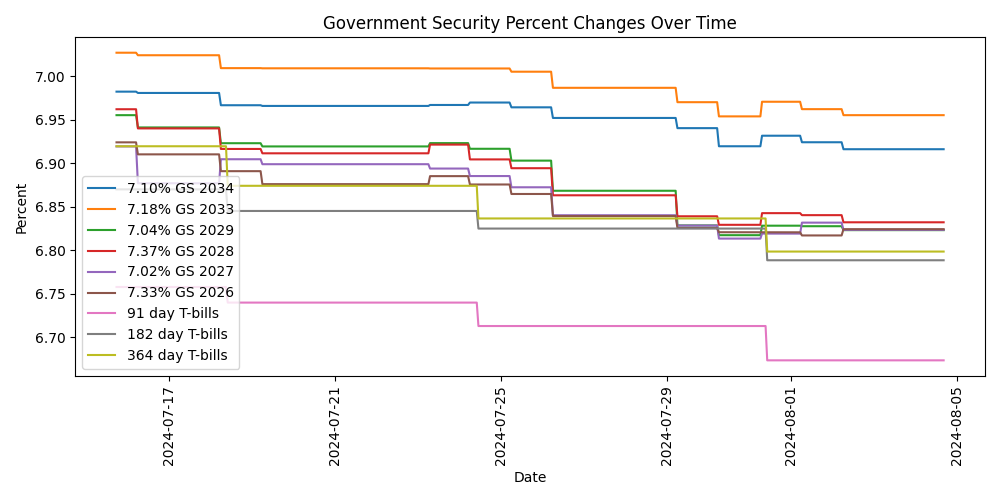 Government Security Percent Changes Over Time
Percent
7.00
6.95
6.90
6.85
6.80
6.75
6.70
7.10% GS 2034
7.18% GS 2033
7.04% GS 2029
7.37% GS 2028
7.02% GS 2027
7.33% GS 2026
91 day T-bills
182 day T-bills
364 day T-bills
2024-07-17
2024-07-21
2024-07-25
2024-07-29
2024-08-01
2024-08-05
Date